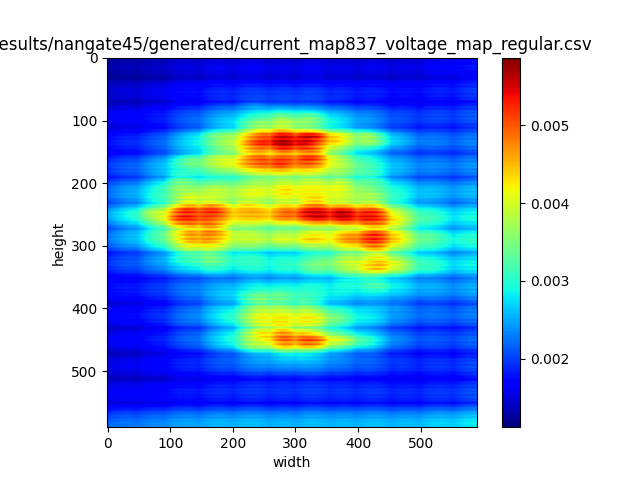 esults/nangate45/generated/current_map837_voltage_map_regular.csv
0
100
200
300
400
500
height
0 100 200 300 400 500
width
0.005
0.004
0.003
0.002